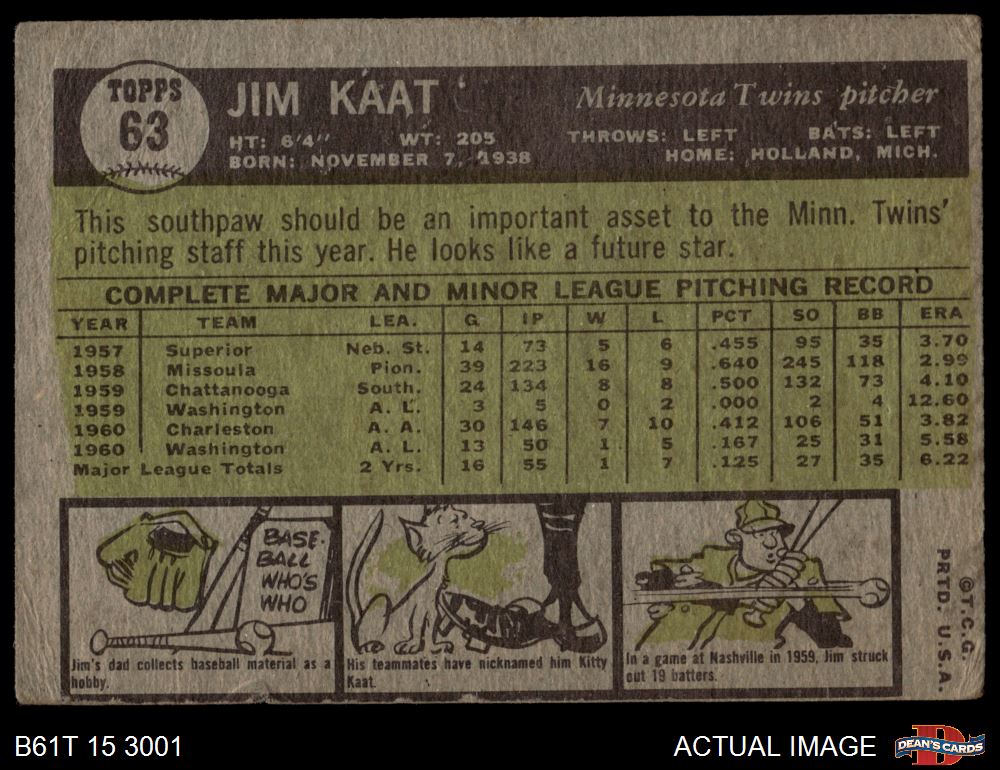 TOPPS
63
JIM KAAT
Minnesota Twins pitcher
HT: 6'4" WT: 205 THROWS: LEFT BATS: LEFT
BORN: NOVEMBER 7, 1938 HOME: HOLLAND, MICH.
This southpaw should be an important asset to the Minn. Twins'
pitching staff this year. He looks like a future star.
COMPLETE MAJOR AND MINOR LEAGUE PITCHING RECORD
YEAR TEAM LEA. G IP W L PCT SO BB ERA
1957 Superior Neb. St. 14 73 5 6 .455 95 35 3.70
1958 Missoula Pion. 39 223 16 9 .640 245 118 2.99
1959 Chattanooga South. 24 134 8 8 .500 132 73 4.10
1959 Washington A. L. 3 5 0 2 .000 2 4 12.60
1960 Charleston A. A. 30 146 7 10 .412 106 51 3.82
1960 Washington A. L. 13 50 1 5 .167 25 31 5.58
Major League Totals 2 Yrs. 16 55 1 7 .125 27 35 6.22
BASE-
BALL
WHO'S
WHO
Jim's dad collects baseball material as a
hobby.
His teammates have nicknamed him Kitty
Kaat.
In a game at Nashville in 1959, Jim struck
out 19 batters.
©T.C.G.
PRTD. U.S.A.
B61T 15 3001
ACTUAL IMAGE
DEAN'S CARDS